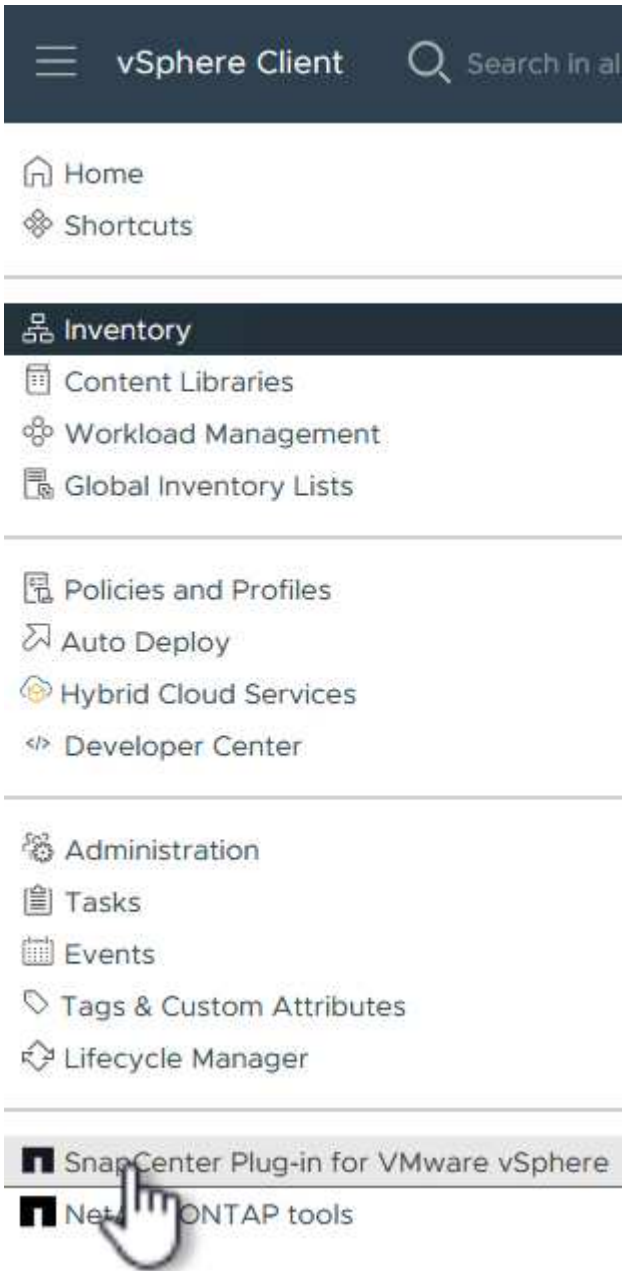 vSphere Client
Search in al
Home
Shortcuts
Inventory
Content Libraries
Workload Management
Global Inventory Lists
Policies and Profiles
Auto Deploy
Hybrid Cloud Services
Developer Center
Administration
Tasks
Events
Tags & Custom Attributes
Lifecycle Manager
SnapCenter Plug-in for VMware vSphere
ONTAP tools